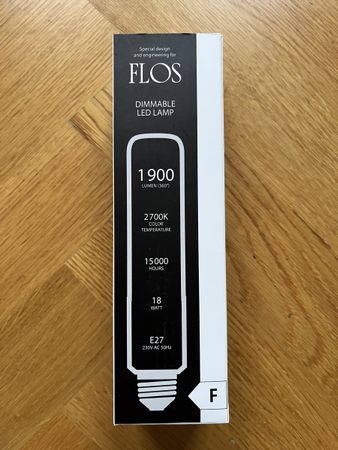 Special design
and engineering for
FLOS
DIMMABLE
LED LAMP
1900
LUMEN (360°)
2700K
COLOR
TEMPERATURE
15000
HOURS
18
WATT
E27
230V AC 50Hz
F